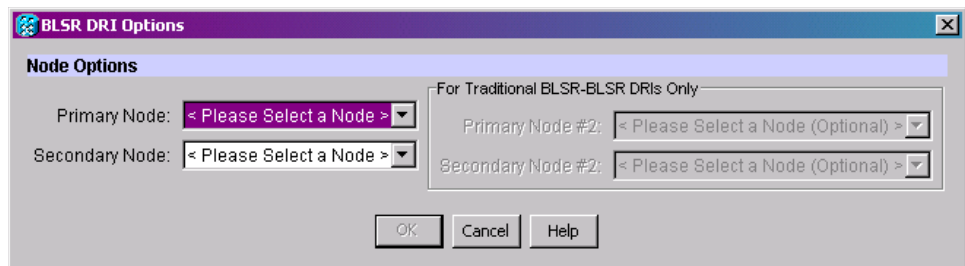 BLSR DRI Options
Node Options
For Traditional BLSR-BLSR DRIs Only
Primary Node: < Please Select a Node >
Primary Node #2: < Please Select a Node (Optional) >
Secondary Node: < Please Select a Node >
Secondary Node #2: < Please Select a Node (Optional) >
OK Cancel Help